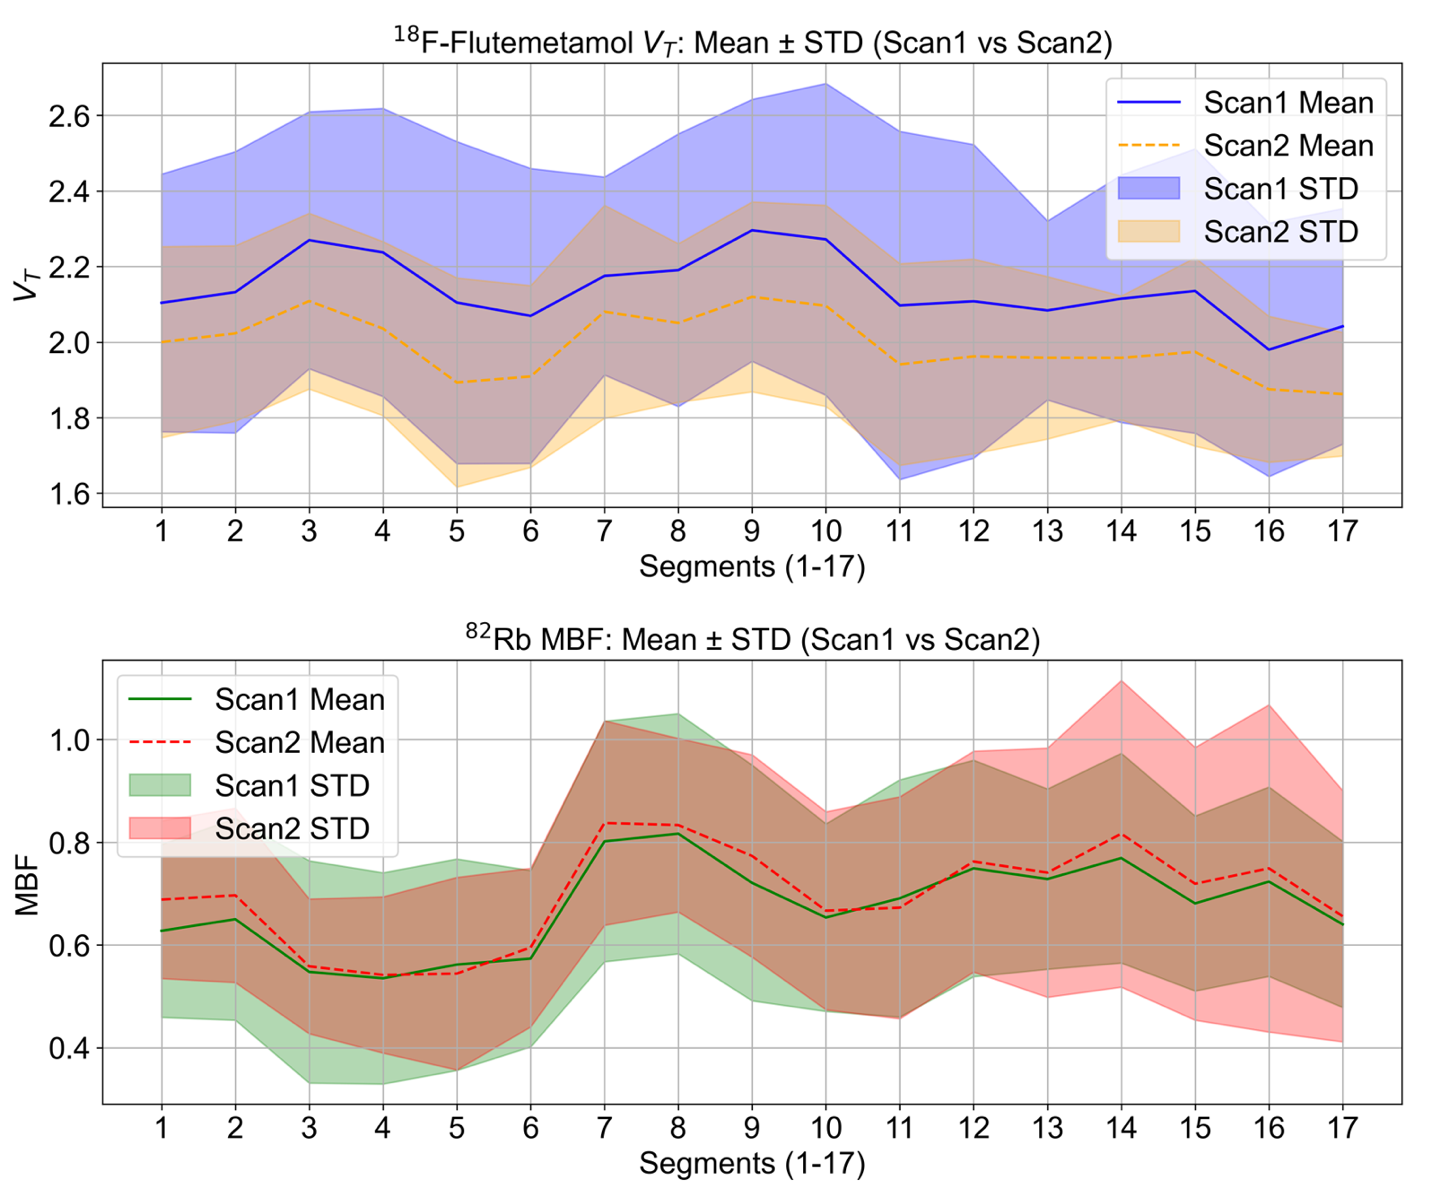 ¹⁸F-Flutemetamol V_T: Mean ± STD (Scan1 vs Scan2)
Scan1 Mean
Scan2 Mean
Scan1 STD
Scan2 STD
V_T
2.6
2.4
2.2
2.0
1.8
1.6
1 2 3 4 5 6 7 8 9 10 11 12 13 14 15 16 17
Segments (1-17)
⁸²Rb MBF: Mean ± STD (Scan1 vs Scan2)
Scan1 Mean
Scan2 Mean
Scan1 STD
Scan2 STD
MBF
1.0
0.8
0.6
0.4
1 2 3 4 5 6 7 8 9 10 11 12 13 14 15 16 17
Segments (1-17)